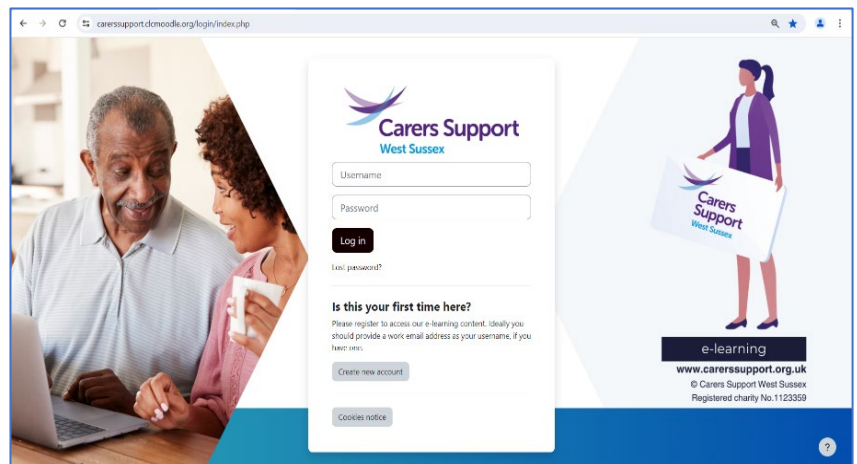 carerssupport.clcmoodle.org/login/index.php
Carers Support
West Sussex
Username
Password
Log in
Lost password?
Is this your first time here?
Please register to access our e-learning content. Ideally you
should provide a work email address as your username, if you
have one.
Create new account
Cookies notice
Carers
Support
West Sussex
e-learning
www.carerssupport.org.uk
© Carers Support West Sussex
Registered charity No.1123359
?